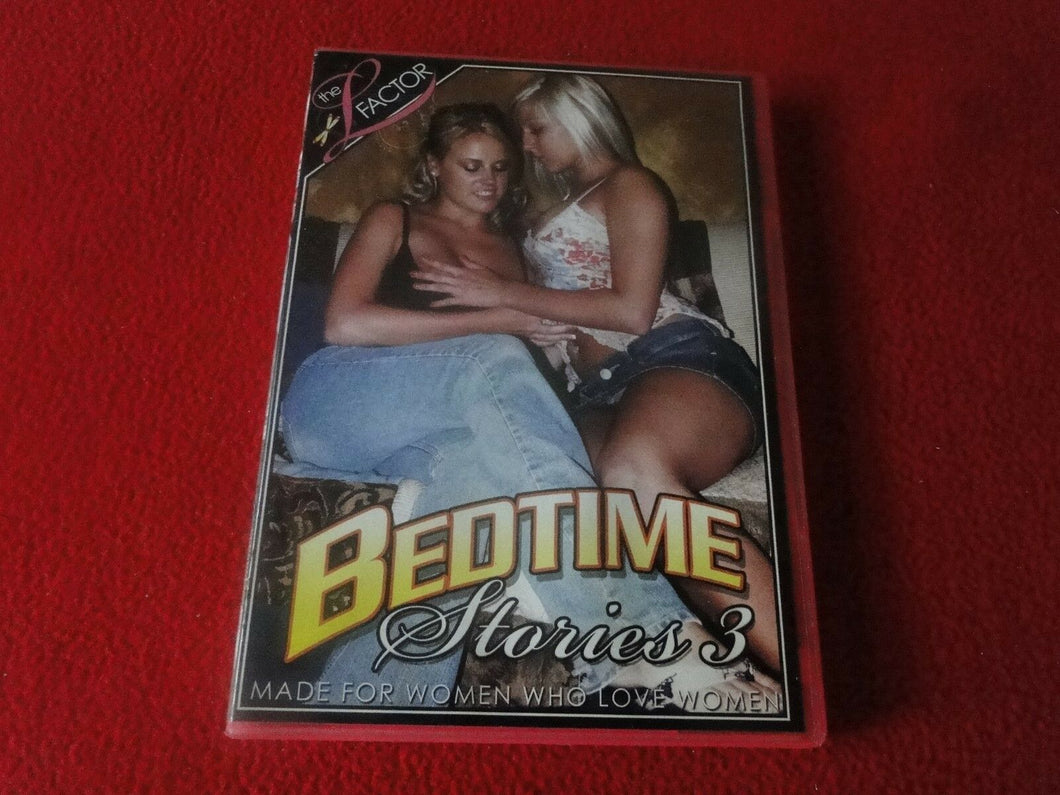 the L FACTOR
BEDTIME
Stories 3
MADE FOR WOMEN WHO LOVE WOMEN